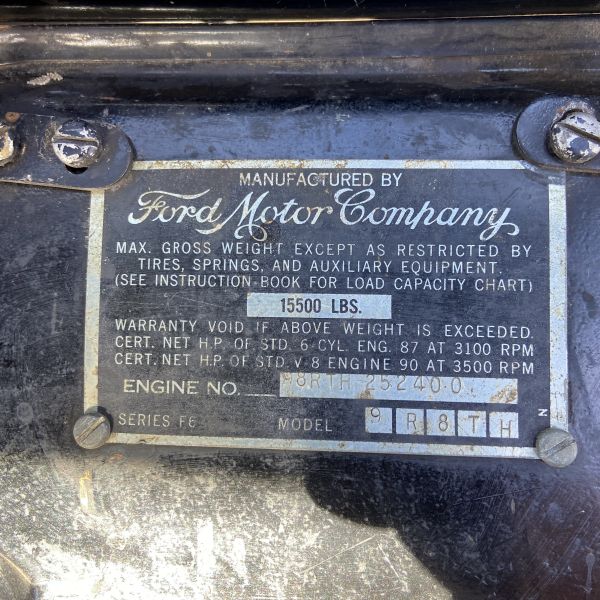 MANUFACTURED BY
Ford Motor Company
MAX. GROSS WEIGHT EXCEPT AS RESTRICTED BY
TIRES, SPRINGS, AND AUXILIARY EQUIPMENT.
(SEE INSTRUCTION-BOOK FOR LOAD CAPACITY CHART)
15500 LBS.
WARRANTY VOID IF ABOVE WEIGHT IS EXCEEDED.
CERT. NET H.P. OF STD. 6-CYL. ENG. 87 AT 3100 RPM
CERT. NET H.P. OF STD V-8 ENGINE 90 AT 3500 RPM
ENGINE NO. 98RTH-252400
SERIES F6 MODEL 9 R 8 T H
N